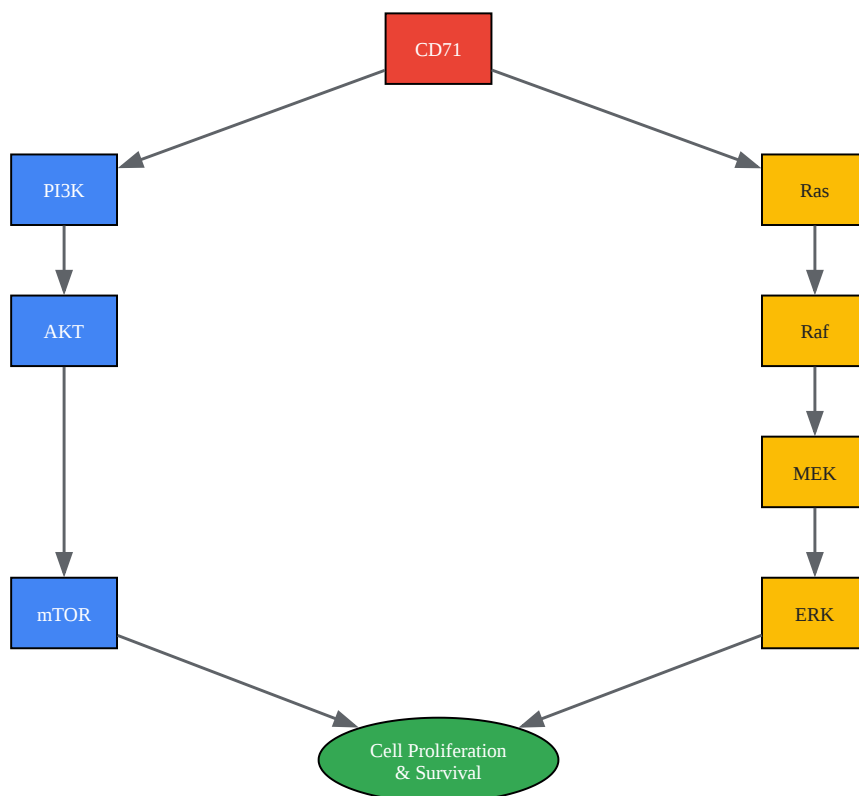 CD71
PI3K
Ras
AKT
Raf
MEK
mTOR
ERK
Cell Proliferation
& Survival